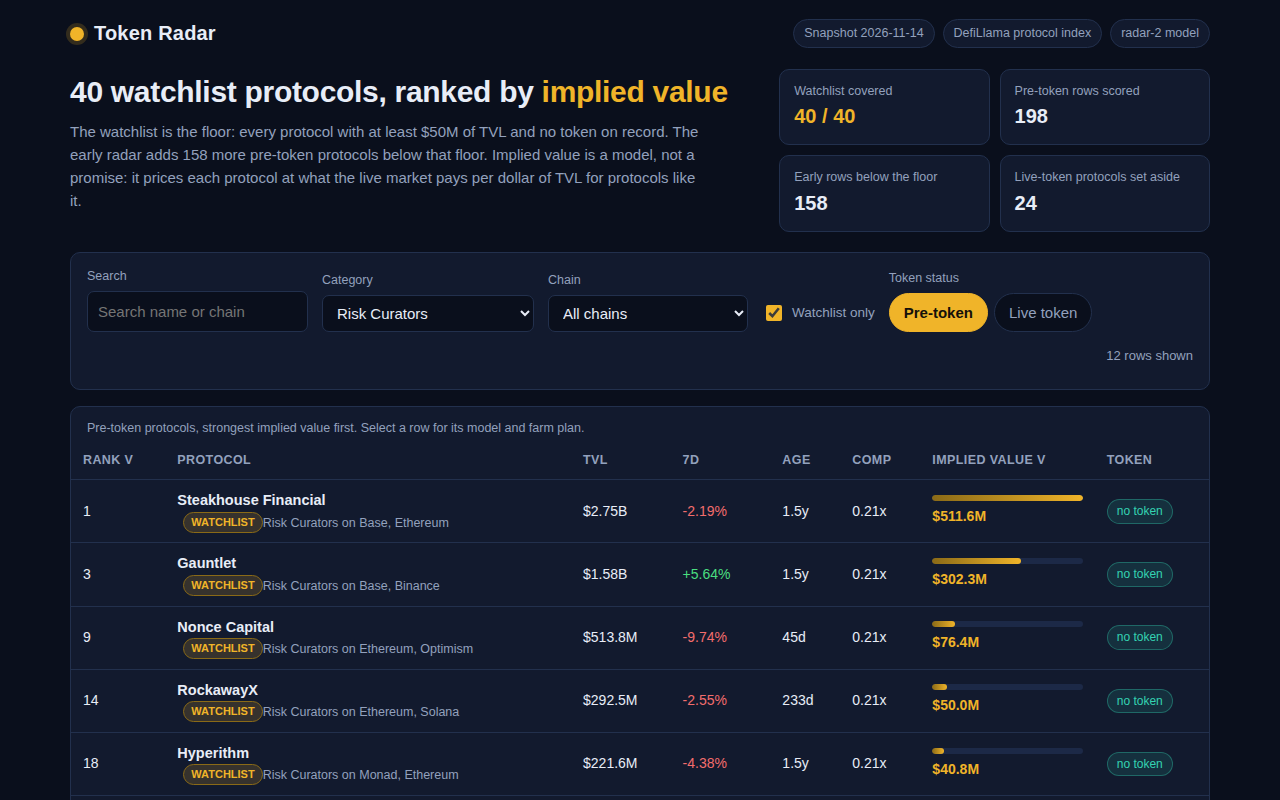 Token Radar
Snapshot 2026-11-14
DefiLlama protocol index
radar-2 model
40 watchlist protocols, ranked by implied value
The watchlist is the floor: every protocol with at least $50M of TVL and no token on record. The
early radar adds 158 more pre-token protocols below that floor. Implied value is a model, not a
promise: it prices each protocol at what the live market pays per dollar of TVL for protocols like
it.
Watchlist covered
40 / 40
Pre-token rows scored
198
Early rows below the floor
158
Live-token protocols set aside
24
Search
Search name or chain
Category
Risk Curators
Chain
All chains
Watchlist only
Token status
Pre-token
Live token
12 rows shown
Pre-token protocols, strongest implied value first. Select a row for its model and farm plan.
RANK V PROTOCOL TVL 7D AGE COMP IMPLIED VALUE V TOKEN
1 Steakhouse Financial $2.75B -2.19% 1.5y 0.21x $511.6M no token
WATCHLIST Risk Curators on Base, Ethereum
3 Gauntlet $1.58B +5.64% 1.5y 0.21x $302.3M no token
WATCHLIST Risk Curators on Base, Binance
9 Nonce Capital $513.8M -9.74% 45d 0.21x $76.4M no token
WATCHLIST Risk Curators on Ethereum, Optimism
14 RockawayX $292.5M -2.55% 233d 0.21x $50.0M no token
WATCHLIST Risk Curators on Ethereum, Solana
18 Hyperithm $221.6M -4.38% 1.5y 0.21x $40.8M no token
WATCHLIST Risk Curators on Monad, Ethereum